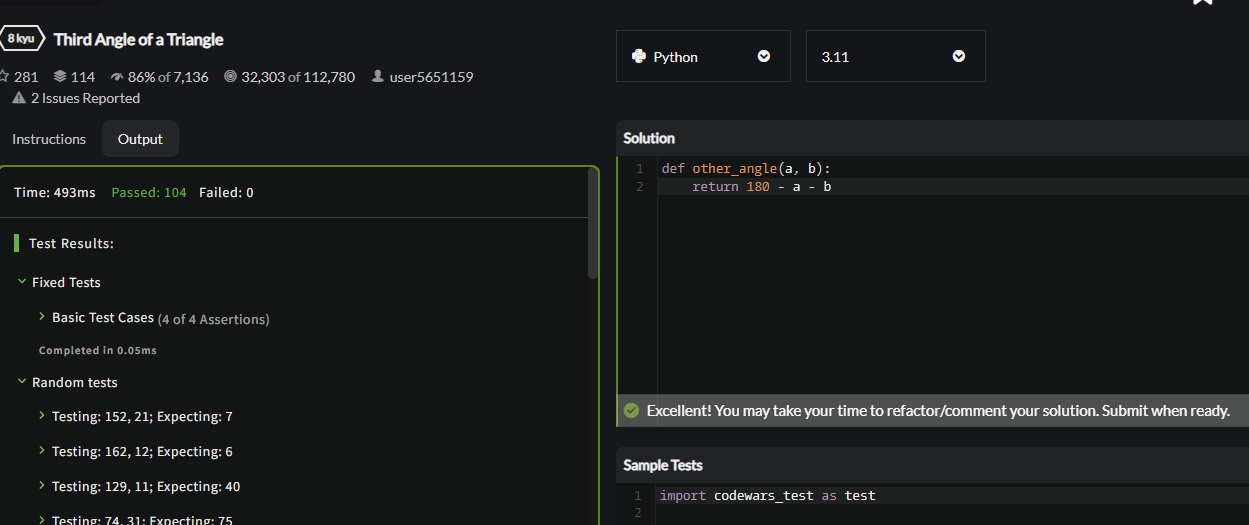 8 kyu Third Angle of a Triangle
281 114 86% of 7,136 32,303 of 112,780 user5651159
2 Issues Reported
Instructions Output
Time: 493ms Passed: 104 Failed: 0
Test Results:
Fixed Tests
Basic Test Cases (4 of 4 Assertions)
Completed in 0.05ms
Random tests
Testing: 152, 21; Expecting: 7
Testing: 162, 12; Expecting: 6
Testing: 129, 11; Expecting: 40
Testing: 74, 31; Expecting: 75
Python 3.11
Solution
1 def other_angle(a, b):
2 return 180 - a - b
Excellent! You may take your time to refactor/comment your solution. Submit when ready.
Sample Tests
1 import codewars_test as test
2